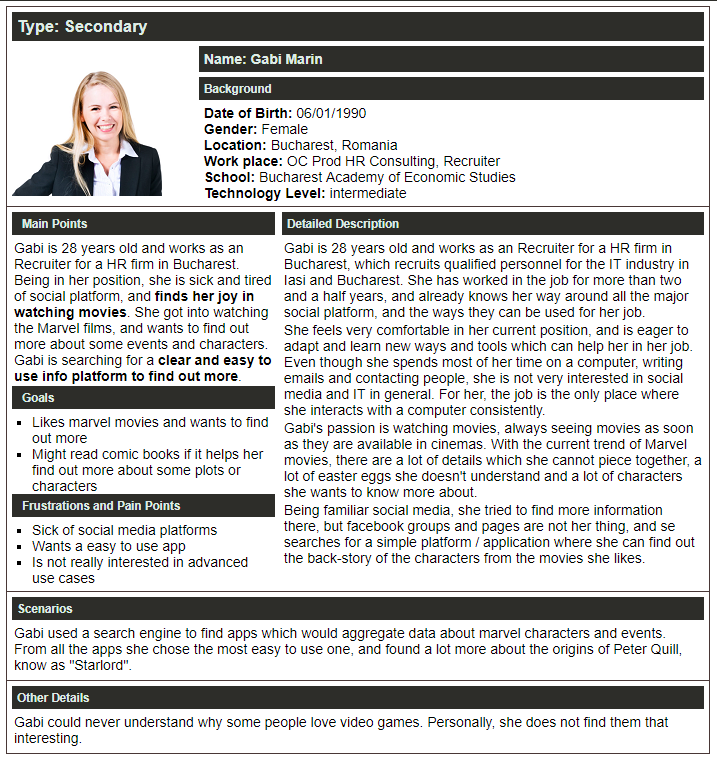 Type: Secondary
Name: Gabi Marin
Background
Date of Birth: 06/01/1990
Gender: Female
Location: Bucharest, Romania
Work place: OC Prod HR Consulting, Recruiter
School: Bucharest Academy of Economic Studies
Technology Level: intermediate
Main Points
Gabi is 28 years old and works as an
Recruiter for a HR firm in Bucharest.
Being in her position, she is sick and tired
of social platform, and finds her joy in
watching movies. She got into watching
the Marvel films, and wants to find out
more about some events and characters.
Gabi is searching for a clear and easy to
use info platform to find out more.
Goals
Likes marvel movies and wants to find
out more
Might read comic books if it helps her
find out more about some plots or
characters
Frustrations and Pain Points
Sick of social media platforms
Wants a easy to use app
Is not really interested in advanced
use cases
Detailed Description
Gabi is 28 years old and works as an Recruiter for a HR firm in
Bucharest, which recruits qualified personnel for the IT industry in
Iasi and Bucharest. She has worked in the job for more than two
and a half years, and already knows her way around all the major
social platform, and the ways they can be used for her job.
She feels very comfortable in her current position, and is eager to
adapt and learn new ways and tools which can help her in her job.
Even though she spends most of her time on a computer, writing
emails and contacting people, she is not very interested in social
media and IT in general. For her, the job is the only place where
she interacts with a computer consistently.
Gabi's passion is watching movies, always seeing movies as soon
as they are available in cinemas. With the current trend of Marvel
movies, there are a lot of details which she cannot piece together, a
lot of easter eggs she doesn't understand and a lot of characters
she wants to know more about.
Being familiar social media, she tried to find more information
there, but facebook groups and pages are not her thing, and se
searches for a simple platform / application where she can find out
the back-story of the characters from the movies she likes.
Scenarios
Gabi used a search engine to find apps which would aggregate data about marvel characters and events.
From all the apps she chose the most easy to use one, and found a lot more about the origins of Peter Quill,
know as "Starlord".
Other Details
Gabi could never understand why some people love video games. Personally, she does not find them that
interesting.